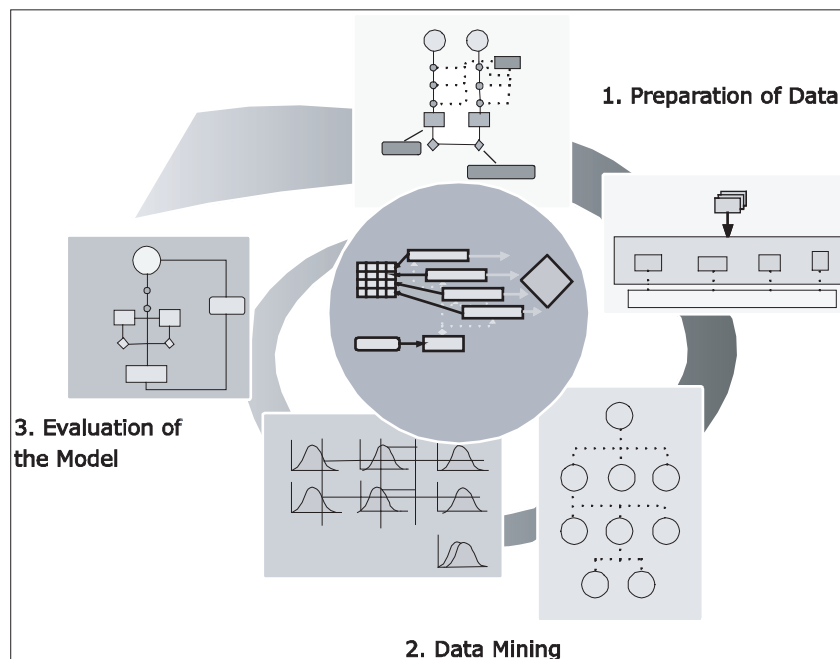 1. Preparation of Data
3. Evaluation of
the Model
2. Data Mining